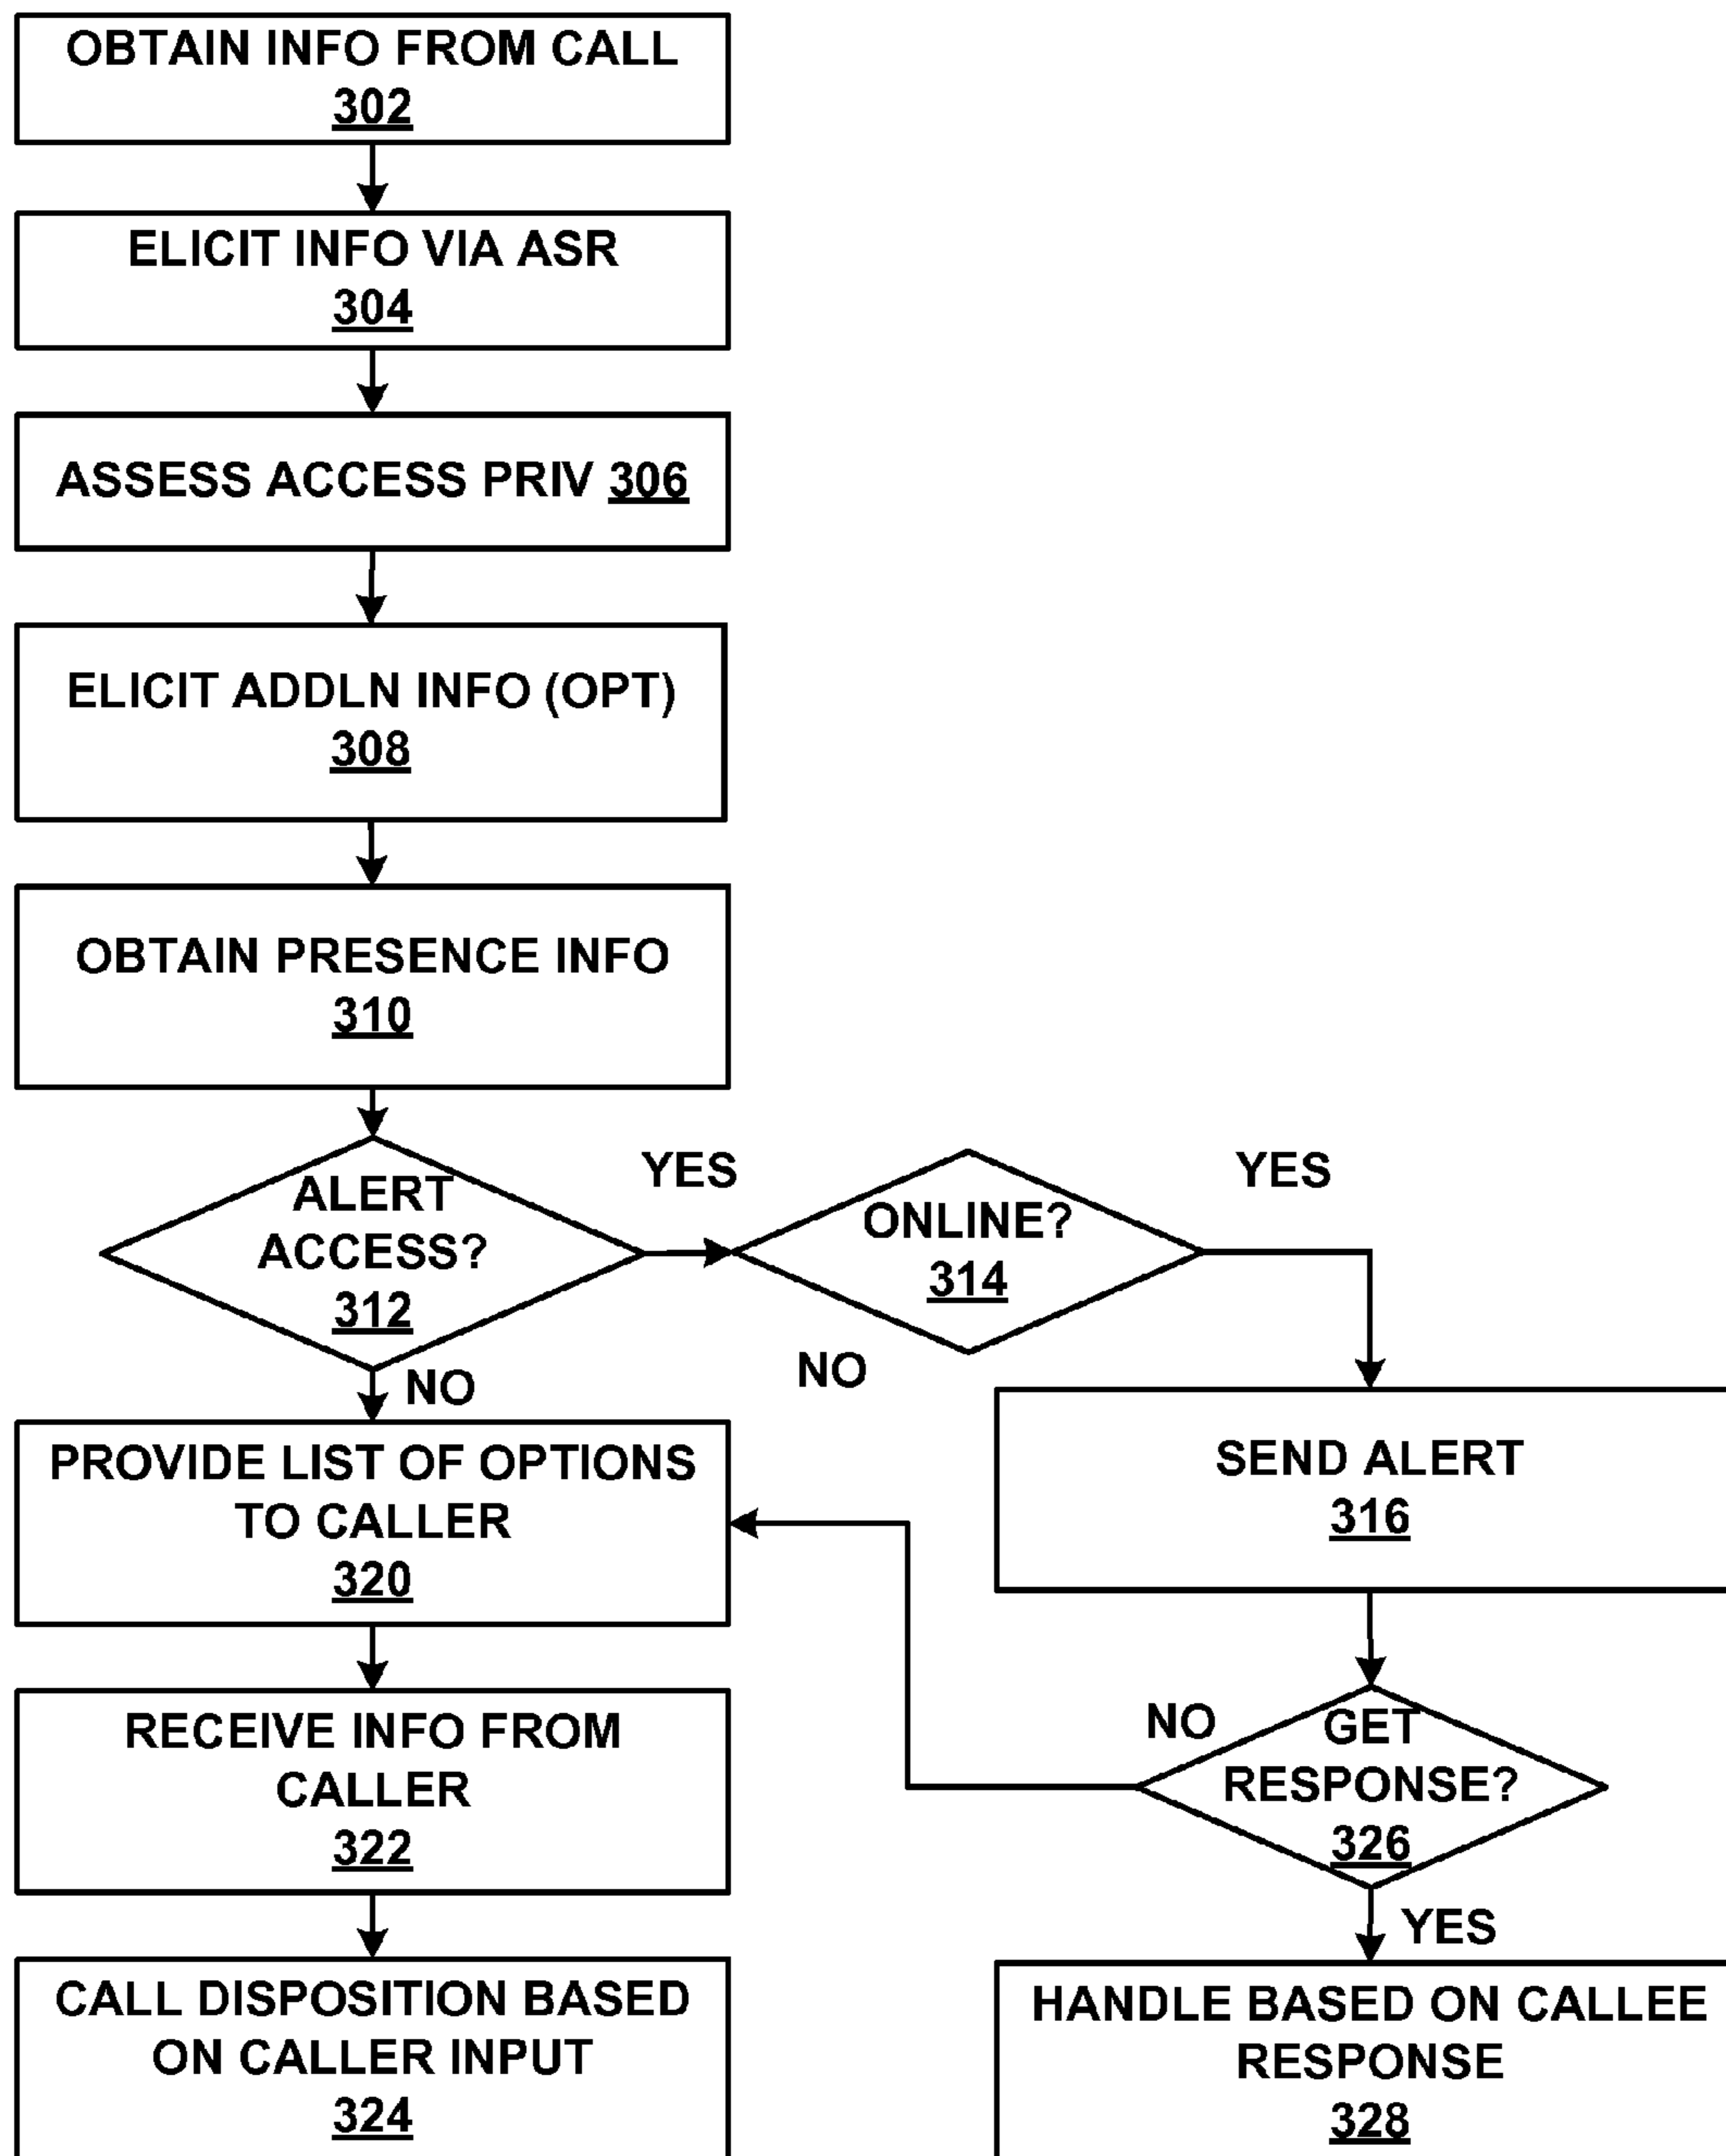 OBTAIN INFO FROM CALL
302
ELICIT INFO VIA ASR
304
ASSESS ACCESS PRIV 306
ELICIT ADDLN INFO (OPT)
308
OBTAIN PRESENCE INFO
310
ALERT
ACCESS?
312
YES
NO
ONLINE?
314
YES
NO
SEND ALERT
316
PROVIDE LIST OF OPTIONS
TO CALLER
320
RECEIVE INFO FROM
CALLER
322
CALL DISPOSITION BASED
ON CALLER INPUT
324
NO
GET
RESPONSE?
326
YES
HANDLE BASED ON CALLEE
RESPONSE
328